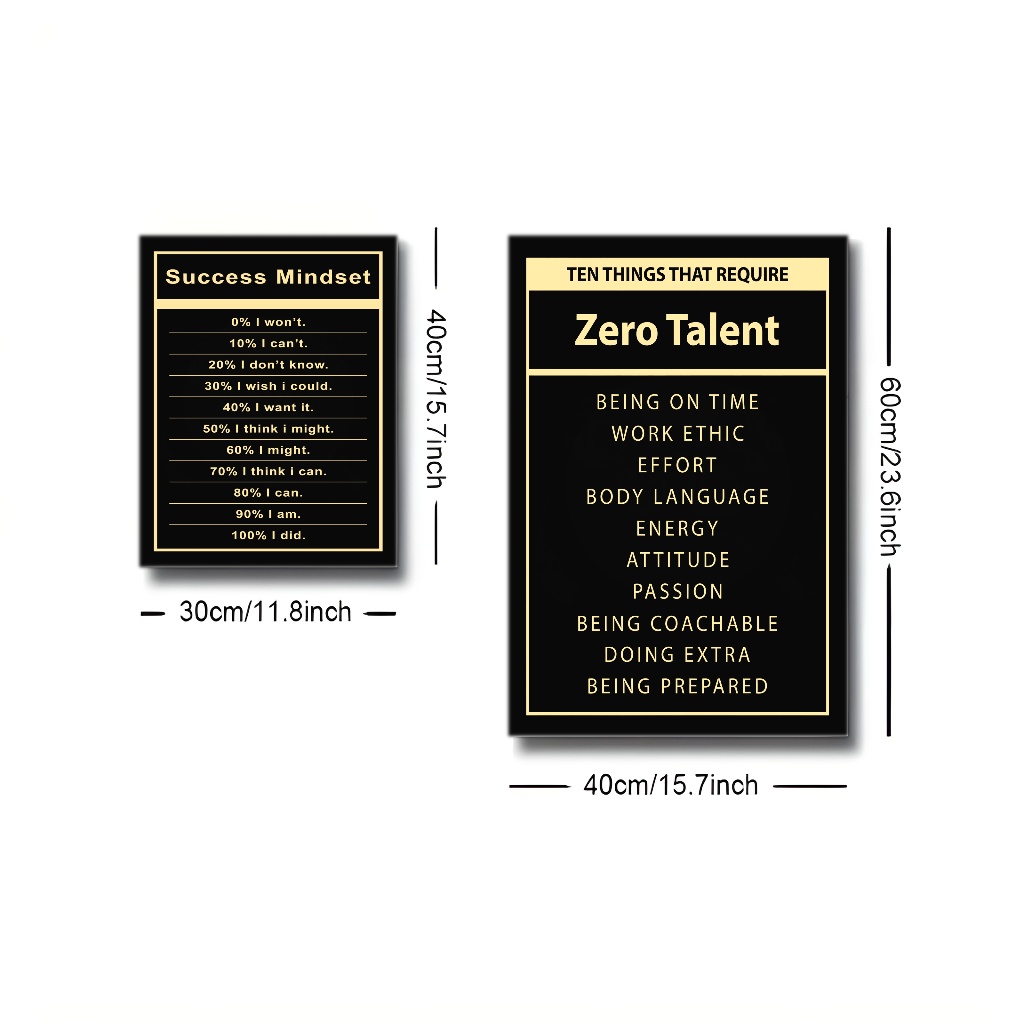 Success Mindset
0% I won't.
10% I can't.
20% I don't know.
30% I wish i could.
40% I want it.
50% I think i might.
60% I might.
70% I think i can.
80% I can.
90% I am.
100% I did.
40cm/15.7inch
30cm/11.8inch
TEN THINGS THAT REQUIRE
Zero Talent
BEING ON TIME
WORK ETHIC
EFFORT
BODY LANGUAGE
ENERGY
ATTITUDE
PASSION
BEING COACHABLE
DOING EXTRA
BEING PREPARED
60cm/23.6inch
40cm/15.7inch